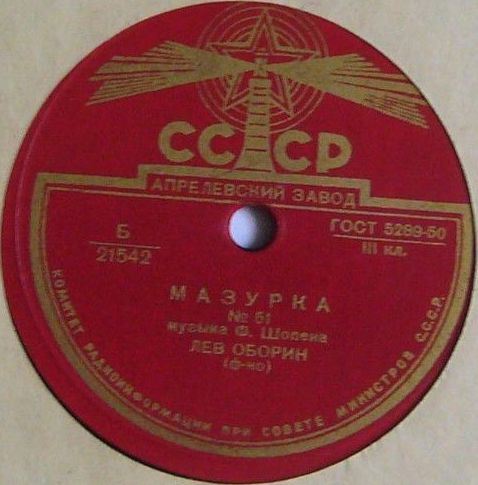 СССР
АПРЕЛЕВСКИЙ ЗАВОД
Б
21542
ГОСТ 5289-50
III кл.
МАЗУРКА
№ 51
музыка Ф. Шопена
ЛЕВ ОБОРИН
(ф-но)
КОМИТЕТ РАДИОИНФОРМАЦИИ ПРИ СОВЕТЕ МИНИСТРОВ С.С.С.Р.